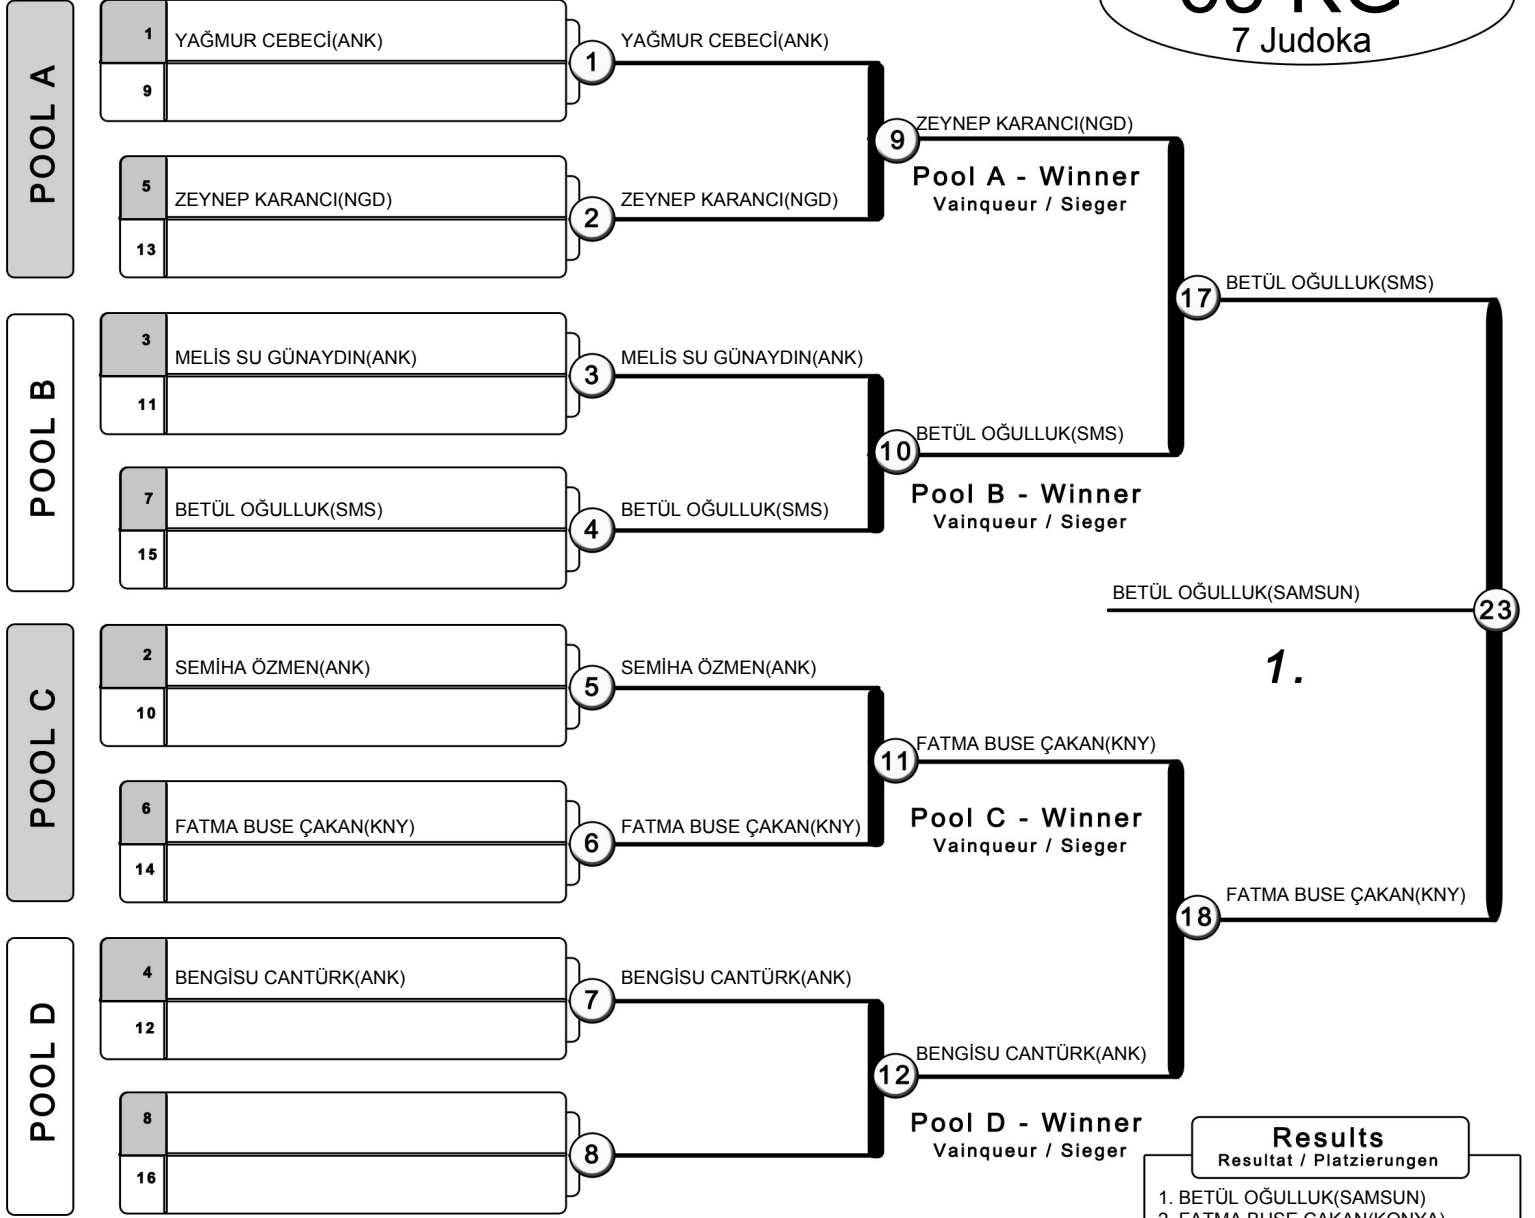 KG
7 Judoka
POOL A
1
YAĞMUR CEBECİ(ANK)
9
1
YAĞMUR CEBECİ(ANK)
5
ZEYNEP KARANCI(NGD)
13
2
ZEYNEP KARANCI(NGD)
9
ZEYNEP KARANCI(NGD)
Pool A - Winner
Vainqueur / Sieger
POOL B
3
MELİS SU GÜNAYDIN(ANK)
11
3
MELİS SU GÜNAYDIN(ANK)
7
BETÜL OĞULLUK(SMS)
15
4
BETÜL OĞULLUK(SMS)
10
BETÜL OĞULLUK(SMS)
Pool B - Winner
Vainqueur / Sieger
17
BETÜL OĞULLUK(SMS)
BETÜL OĞULLUK(SAMSUN)
23
1.
POOL C
2
SEMİHA ÖZMEN(ANK)
10
5
SEMİHA ÖZMEN(ANK)
6
FATMA BUSE ÇAKAN(KNY)
14
6
FATMA BUSE ÇAKAN(KNY)
11
FATMA BUSE ÇAKAN(KNY)
Pool C - Winner
Vainqueur / Sieger
18
FATMA BUSE ÇAKAN(KNY)
POOL D
4
BENGİSU CANTÜRK(ANK)
12
7
BENGİSU CANTÜRK(ANK)
8
16
8
12
BENGİSU CANTÜRK(ANK)
Pool D - Winner
Vainqueur / Sieger
Results
Resultat / Platzierungen
1. BETÜL OĞULLUK(SAMSUN)
2. FATMA BUSE ÇAKAN(KONYA)